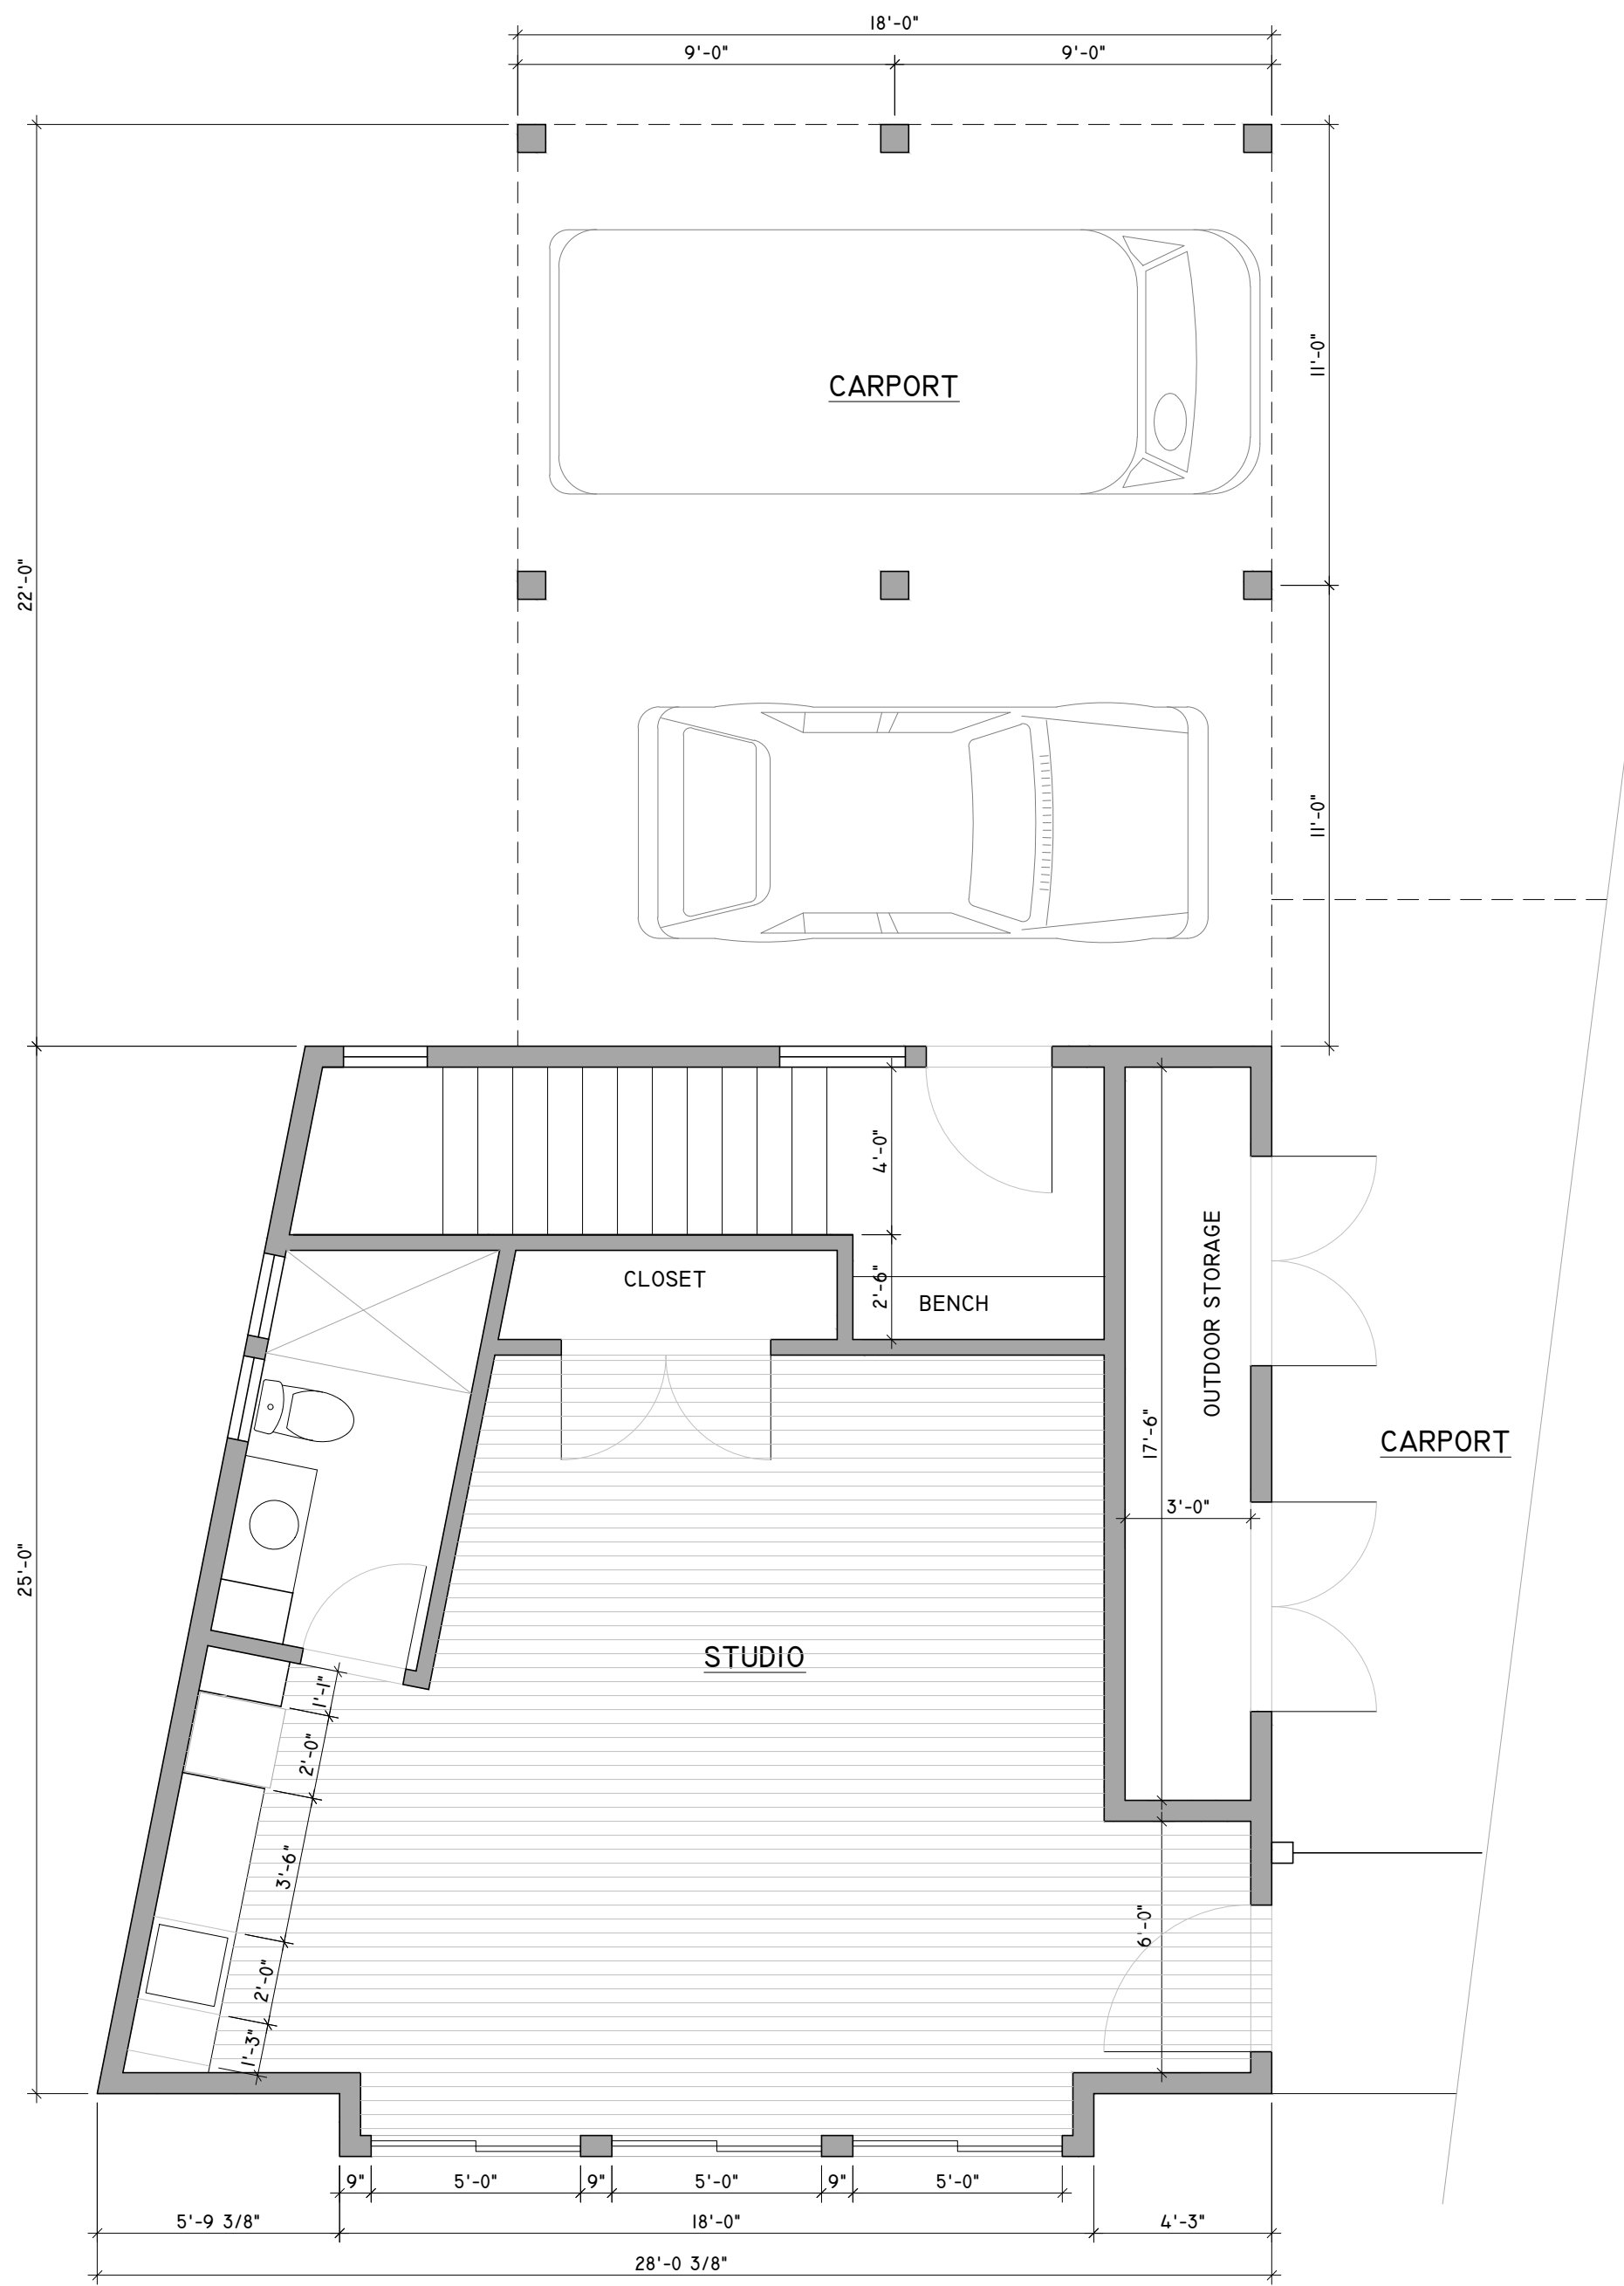 18'-0"
9'-0" 9'-0"
CARPORT
11'-0"
22'-0"
11'-0"
4'-0"
2'-6"
CLOSET
BENCH
OUTDOOR STORAGE
17'-6"
CARPORT
3'-0"
25'-0"
STUDIO
1'-1"
2'-0"
3'-6"
6'-0"
2'-0"
1'-3"
9" 5'-0" 9" 5'-0" 9" 5'-0"
5'-9 3/8" 18'-0" 4'-3"
28'-0 3/8"